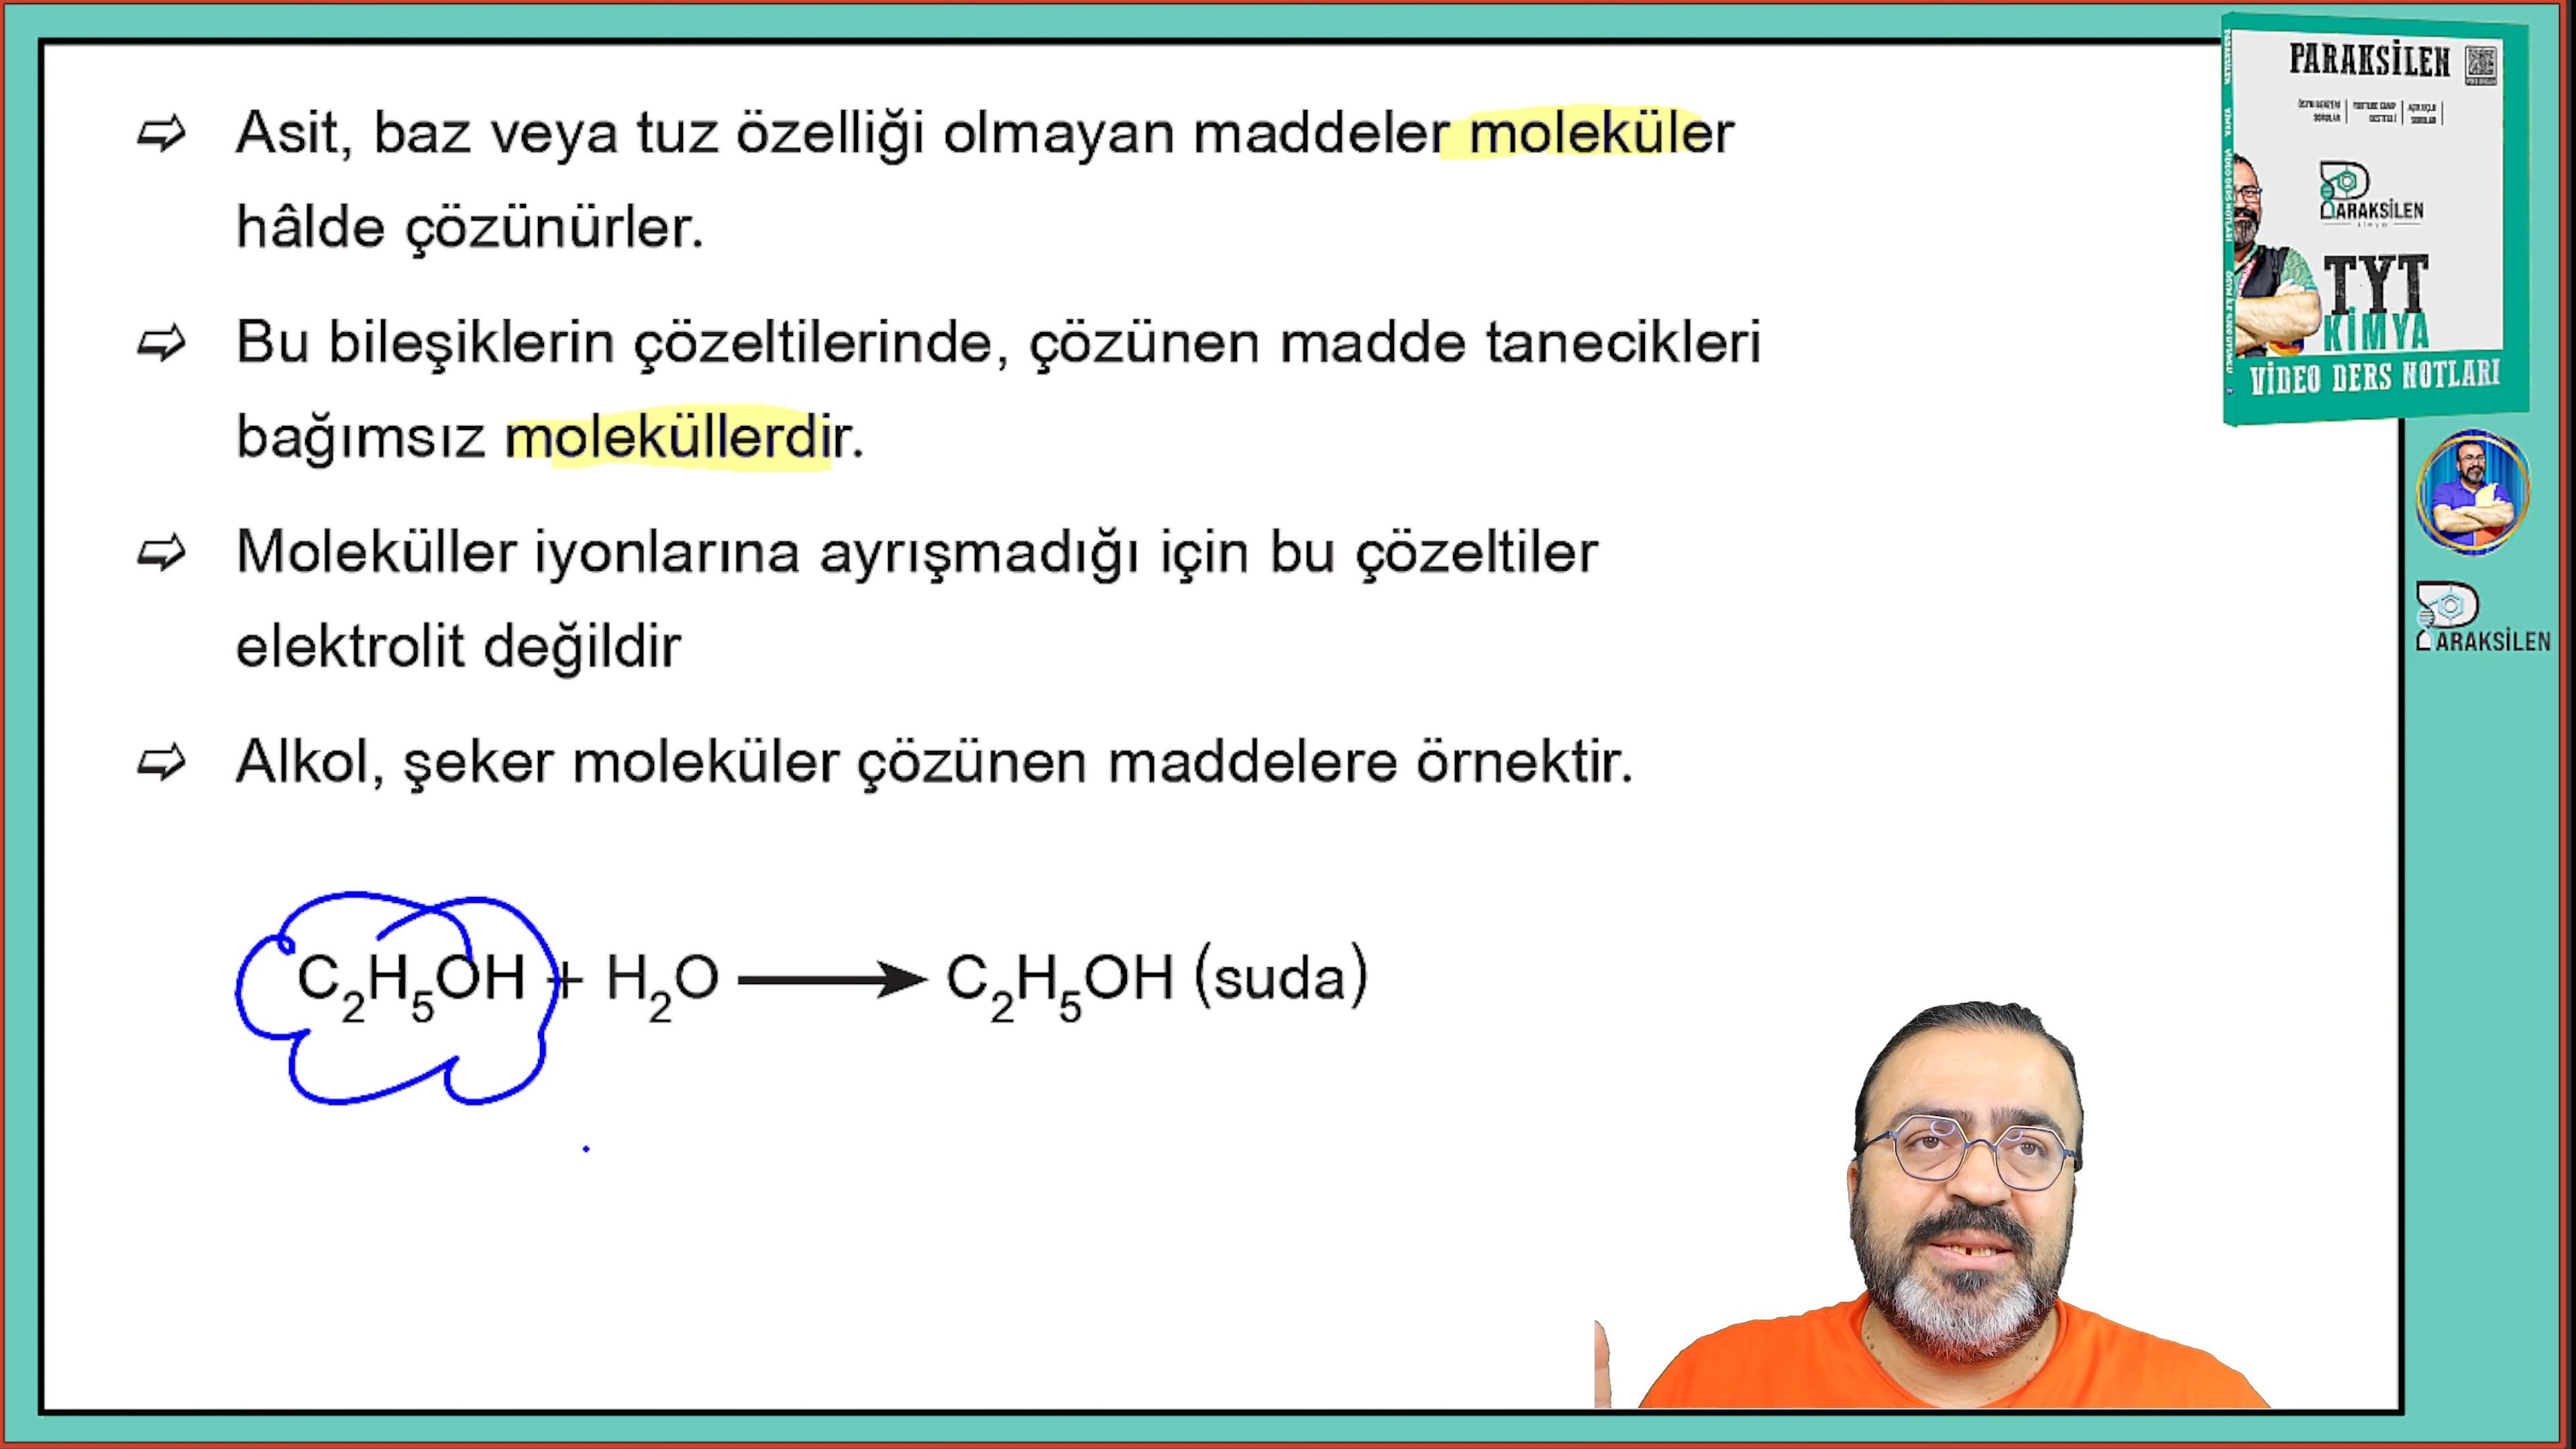 Asit, baz veya tuz özelliği olmayan maddeler moleküler
hâlde çözünürler.
Bu bileşiklerin çözeltilerinde, çözünen madde tanecikleri
bağımsız moleküllerdir.
Moleküller iyonlarına ayrışmadığı için bu çözeltiler
elektrolit değildir
Alkol, şeker moleküler çözünen maddelere örnektir.
C₂H₅OH + H₂O ⟶ C₂H₅OH (suda)
PARAKSİLEN
ARAKSİLEN
TYT
KİMYA
VİDEO DERS NOTLARI
ARAKSİLEN